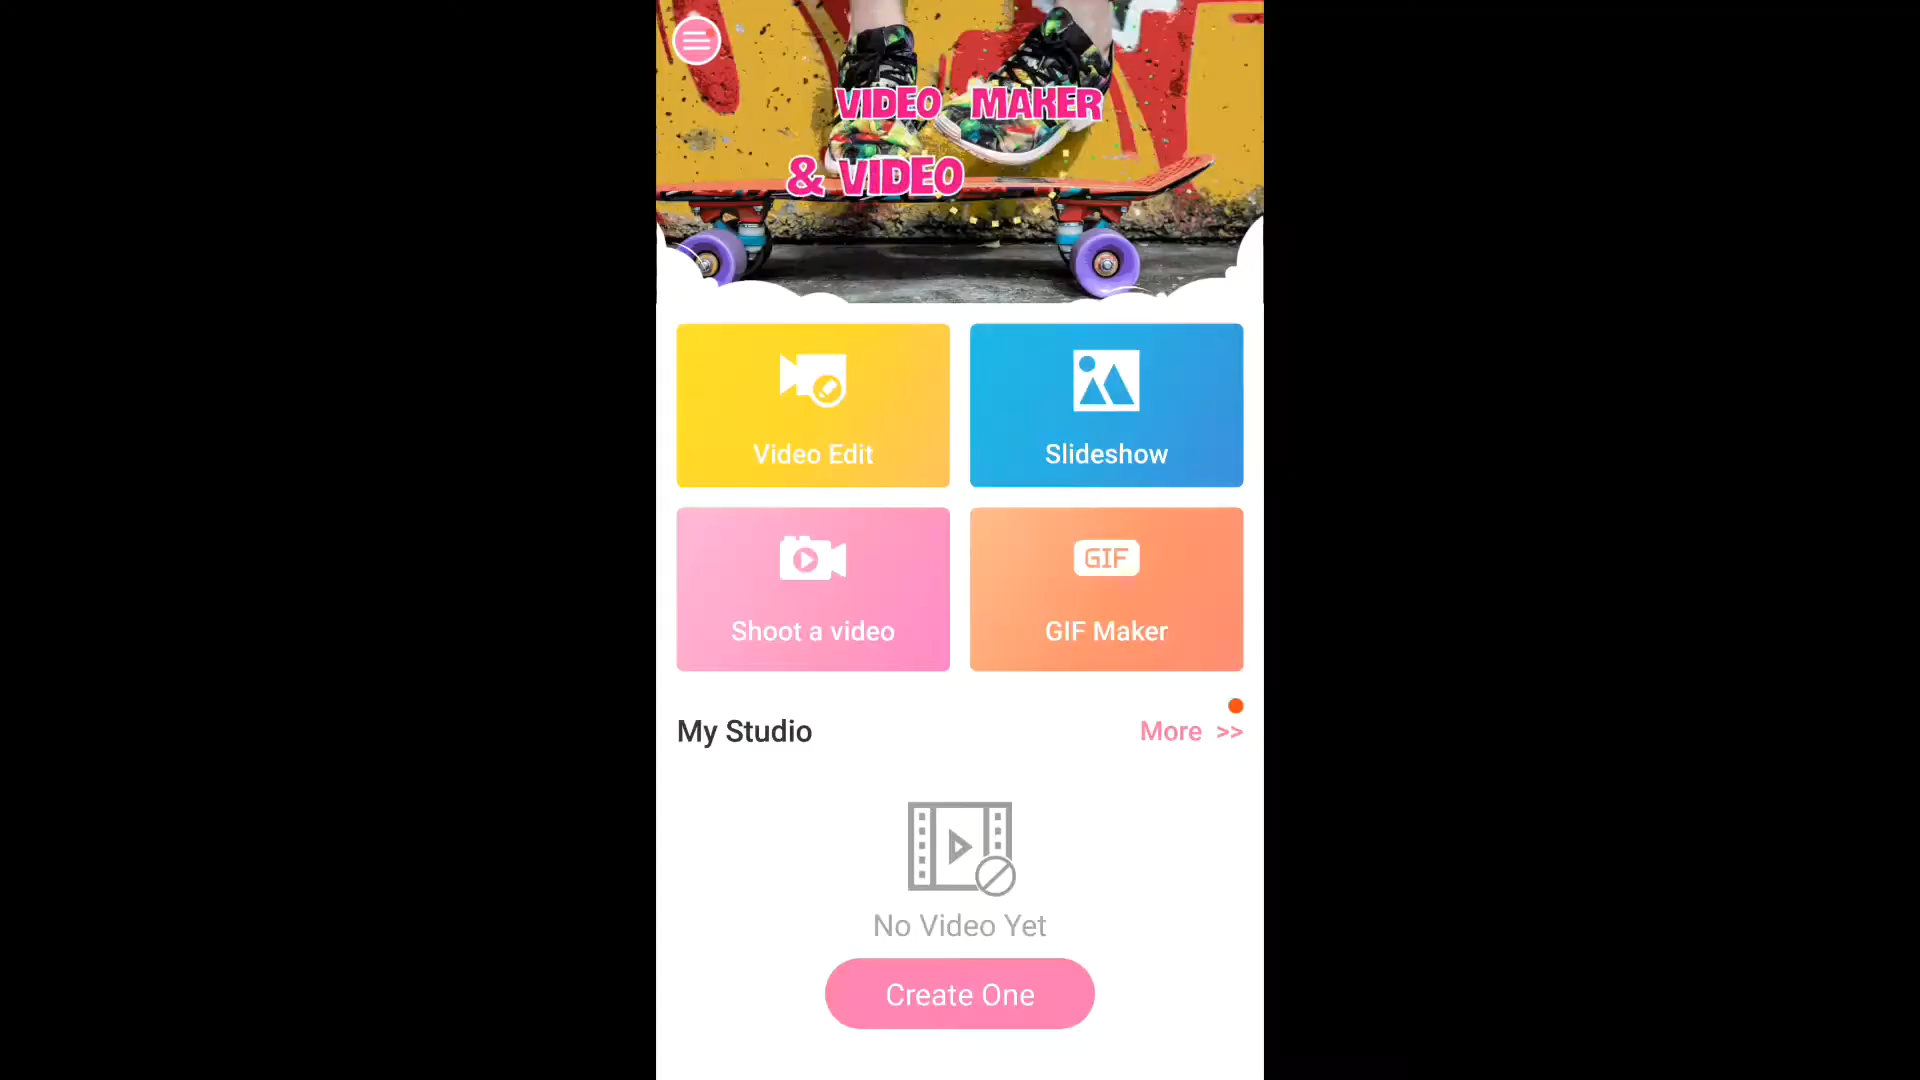 VIDEO MAKER
& VIDEO
Video Edit
Slideshow
Shoot a video
GIF
GIF Maker
My Studio
More >>
No Video Yet
Create One